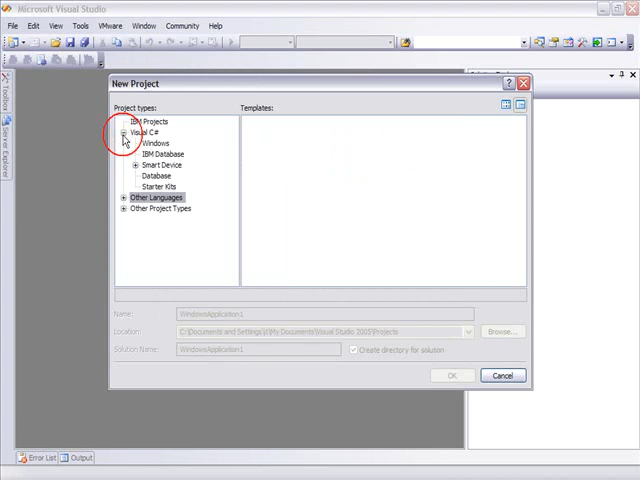 Microsoft Visual Studio
File Edit View Tools VMware Window Community Help
Toolbox
Server Explorer
New Project
Project types:
Templates:
IBM Projects
Visual C#
Windows
IBM Database
Smart Device
Database
Starter Kits
Other Languages
Other Project Types
Name:
WindowsApplication1
Location:
Browse...
Solution Name:
WindowsApplication1
Create directory for solution
OK
Cancel
Error List
Output